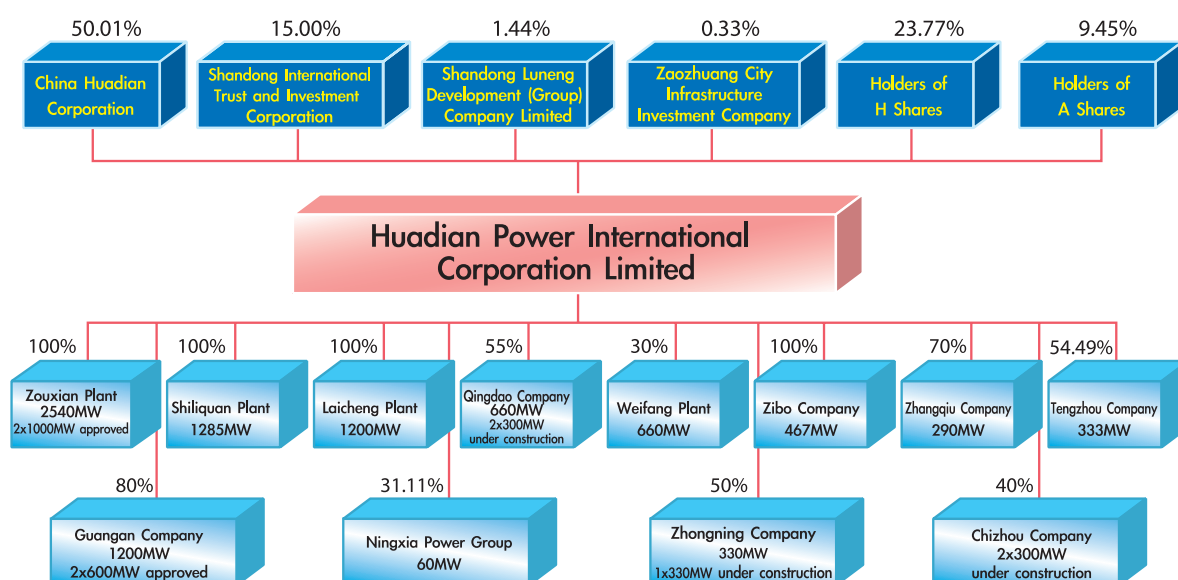 50.01%
China Huadian
Corporation
15.00%
Shandong International
Trust and Investment
Corporation
1.44%
Shandong Luneng
Development (Group)
Company Limited
0.33%
Zaozhuang City
Infrastructure
Investment Company
23.77%
Holders of
H Shares
9.45%
Holders of
A Shares
Huadian Power International
Corporation Limited
100%
Zouxian Plant
2540MW
2x1000MW approved
100%
Shiliquan Plant
1285MW
100%
Laicheng Plant
1200MW
55%
Qingdao Company
660MW
2x300MW
under construction
30%
Weifang Plant
660MW
100%
Zibo Company
467MW
70%
Zhangqiu Company
290MW
54.49%
Tengzhou Company
333MW
80%
Guangan Company
1200MW
2x600MW approved
31.11%
Ningxia Power Group
60MW
50%
Zhongning Company
330MW
1x330MW under construction
40%
Chizhou Company
2x300MW
under construction